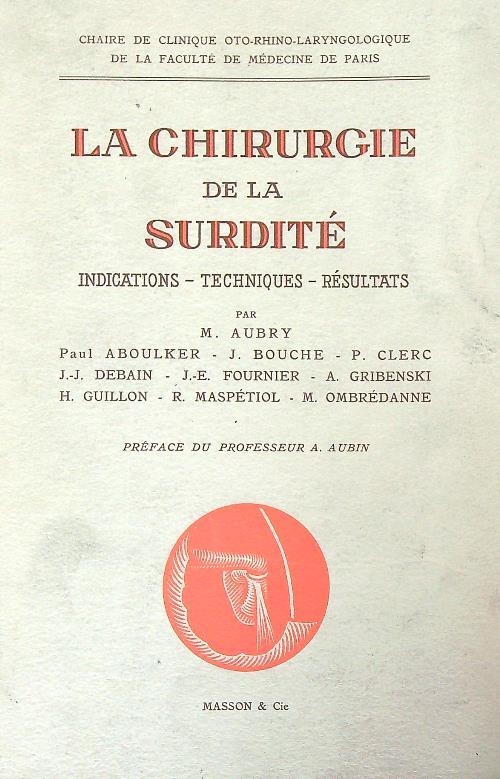 CHAIRE DE CLINIQUE OTO-RHINO-LARYNGOLOGIQUE
DE LA FACULTÉ DE MÉDECINE DE PARIS
LA CHIRURGIE
DE LA
SURDITÉ
INDICATIONS - TECHNIQUES - RÉSULTATS
PAR
M. AUBRY
Paul ABOULKER - J. BOUCHE - P. CLERC
J.-J. DEBAIN - J.-E. FOURNIER - A. GRIBENSKI
H. GUILLON - R. MASPÉTIOL - M. OMBRÉDANNE
PRÉFACE DU PROFESSEUR A. AUBIN
MASSON & Cie